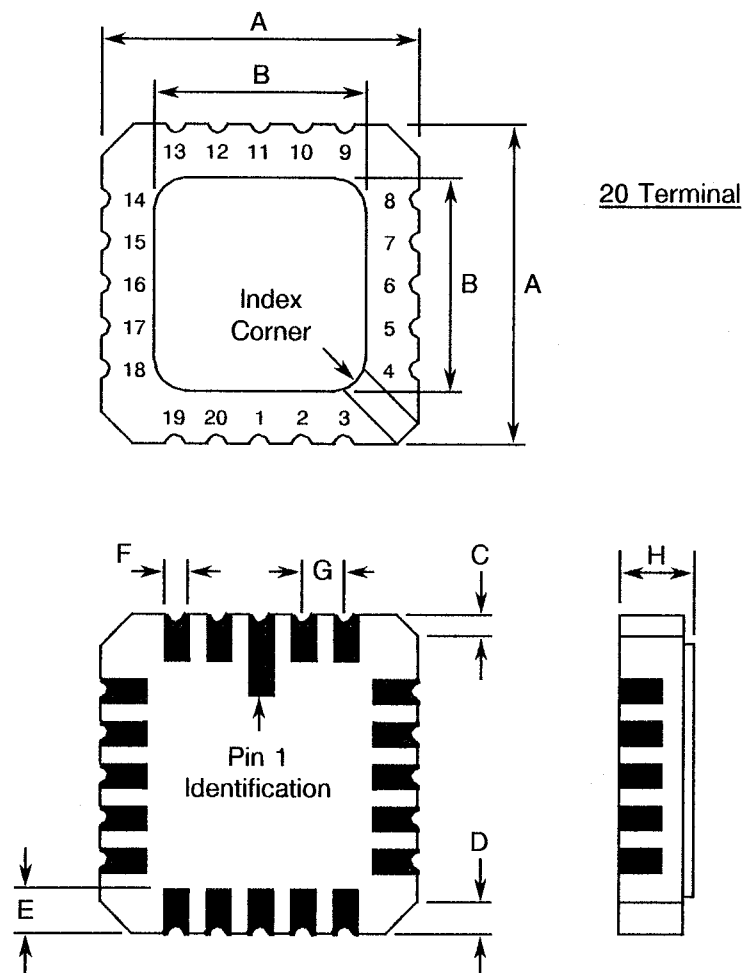 A
B
13 12 11 10 9
14
15
16
17
18
8
7
6
5
4
Index
Corner
B
A
20 Terminal
19 20 1 2 3
F
G
C
H
Pin 1
Identification
E
D